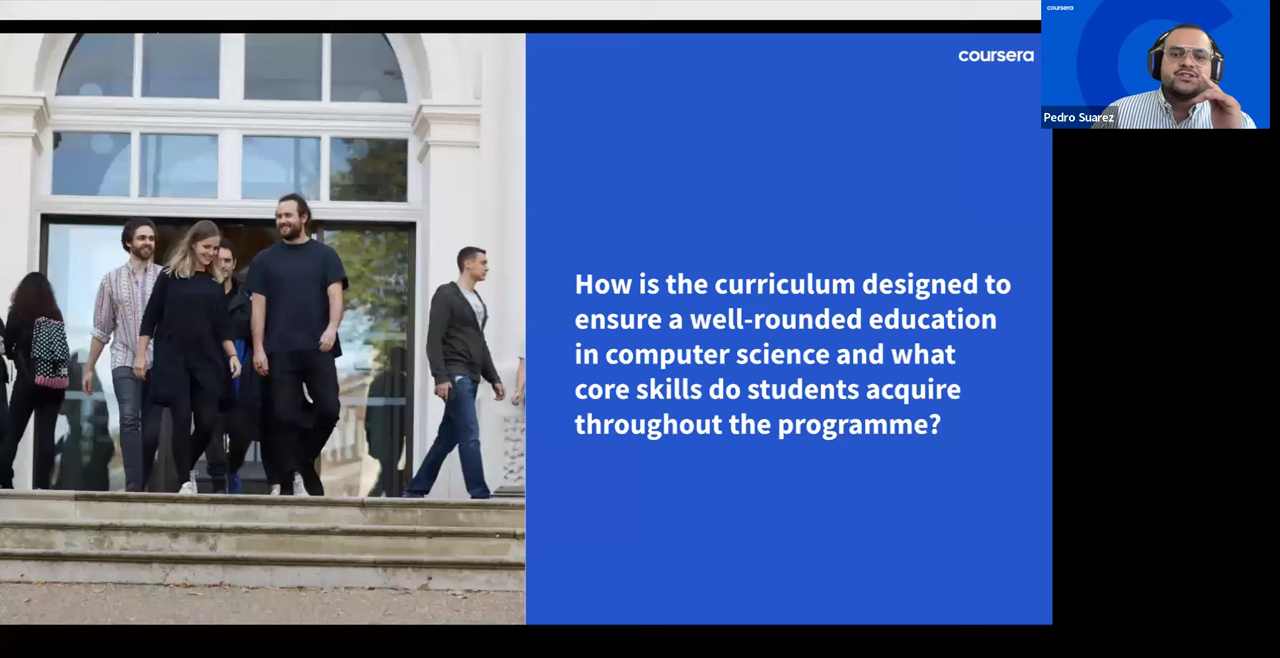 coursera
coursera
Pedro Suarez
How is the curriculum designed to
ensure a well-rounded education
in computer science and what
core skills do students acquire
throughout the programme?